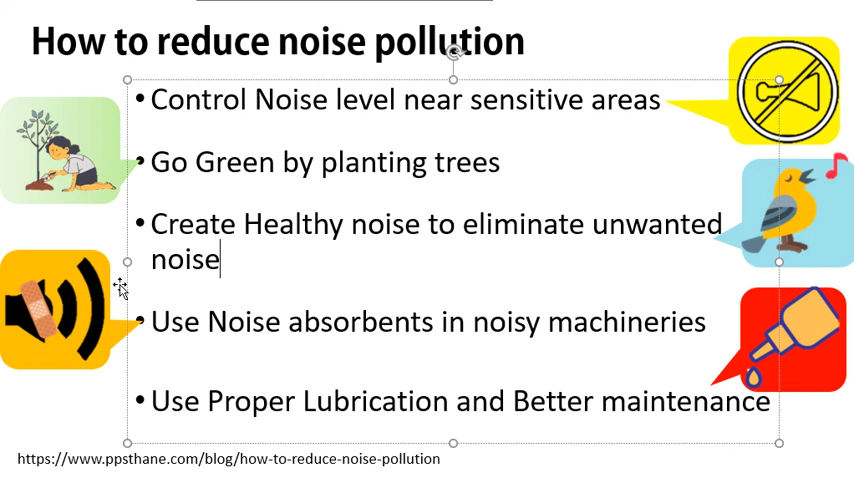 How to reduce noise pollution
• Control Noise level near sensitive areas
• Go Green by planting trees
• Create Healthy noise to eliminate unwanted
noise
• Use Noise absorbents in noisy machineries
• Use Proper Lubrication and Better maintenance
https://www.ppsthane.com/blog/how-to-reduce-noise-pollution